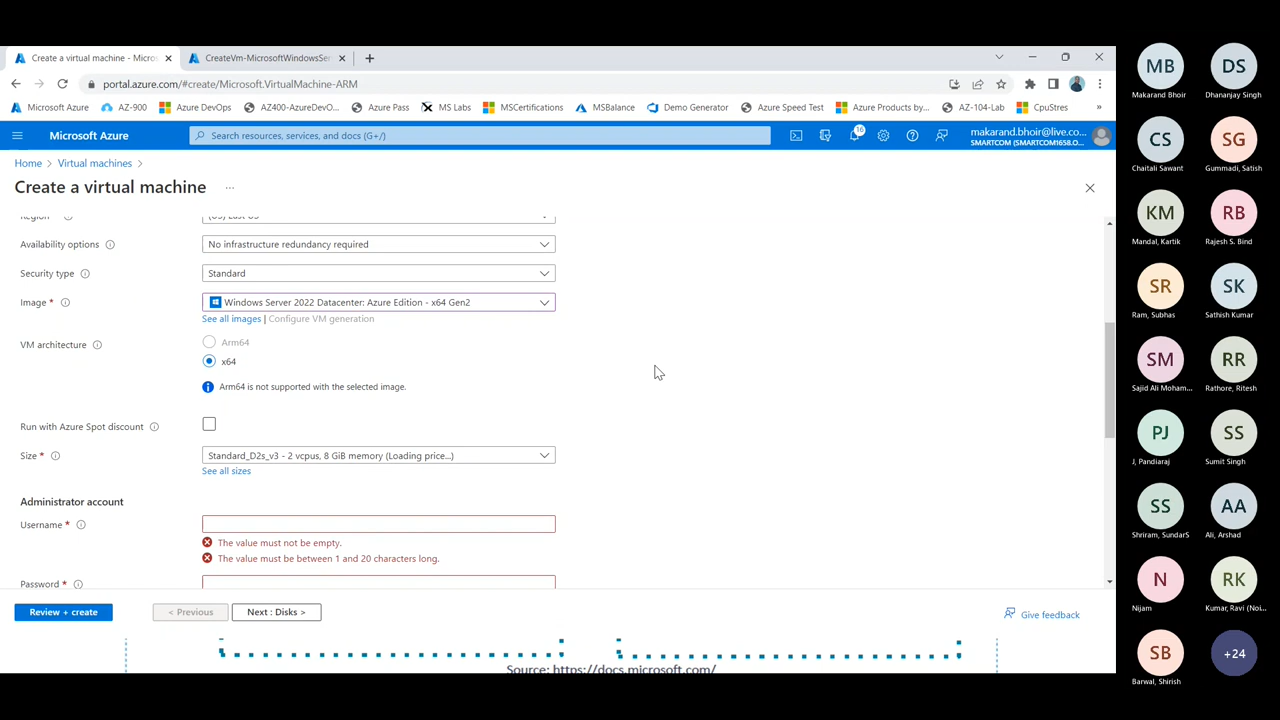 Create a virtual machine - Micros
CreateVm-MicrosoftWindowsSer
portal.azure.com/#create/Microsoft.VirtualMachine-ARM
Microsoft Azure
AZ-900
Azure DevOps
AZ400-AzureDevO...
Azure Pass
MS Labs
MSCertifications
MSBalance
Demo Generator
Azure Speed Test
Azure Products by...
AZ-104-Lab
CpuStres
»
Microsoft Azure
Search resources, services, and docs (G+/)
16
makarand.bhoir@live.co...
SMARTCOM (SMARTCOM1658.O...
Home > Virtual machines >
Create a virtual machine
...
Region
(US) East US
Availability options
No infrastructure redundancy required
Security type
Standard
Image *
Windows Server 2022 Datacenter: Azure Edition - x64 Gen2
See all images | Configure VM generation
VM architecture
Arm64
x64
Arm64 is not supported with the selected image.
Run with Azure Spot discount
Size *
Standard_D2s_v3 - 2 vcpus, 8 GiB memory (Loading price...)
See all sizes
Administrator account
Username *
The value must not be empty.
The value must be between 1 and 20 characters long.
Password *
Review + create
< Previous
Next : Disks >
Give feedback
Source: https://docs.microsoft.com/
MB
Makarand Bhoir
DS
Dhananjay Singh
CS
Chaitali Sawant
SG
Gummadi, Satish
KM
Mandal, Kartik
RB
Rajesh S. Bind
SR
Ram, Subhas
SK
Sathish Kumar
SM
Sajid Ali Moham...
RR
Rathore, Ritesh
PJ
J, Pandiaraj
SS
Sumit Singh
SS
Shriram, SundarS
AA
Ali, Arshad
N
Nijam
RK
Kumar, Ravi (Noi...
SB
Barwal, Shirish
+24